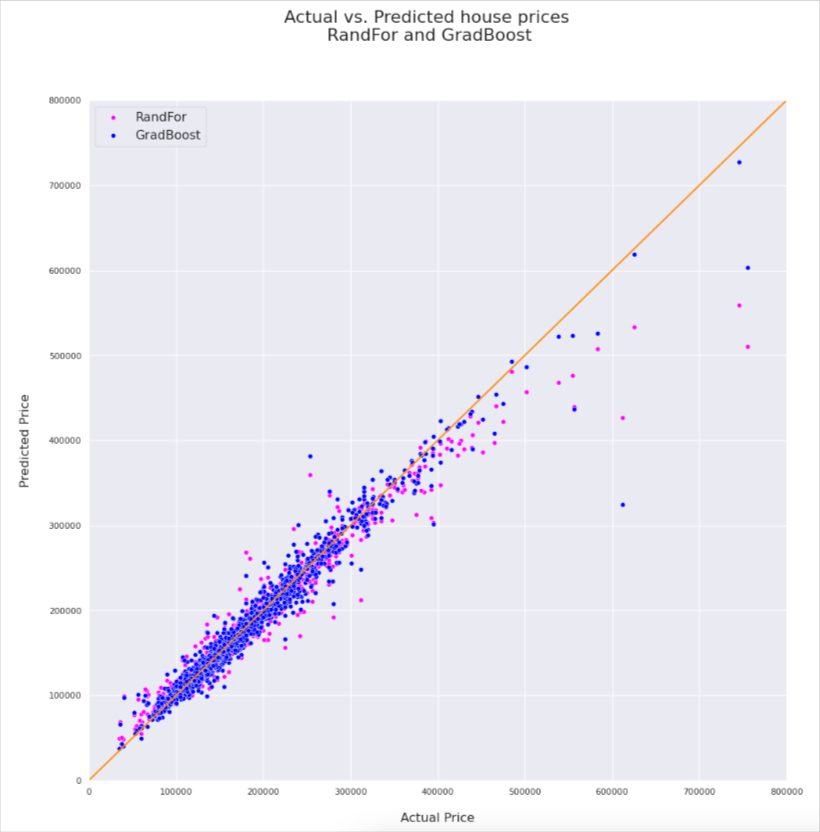 Actual vs. Predicted house prices
RandFor and GradBoost
800000
RandFor
GradBoost
700000
600000
500000
400000
300000
200000
100000
0
Predicted Price
0 100000 200000 300000 400000 500000 600000 700000 800000
Actual Price